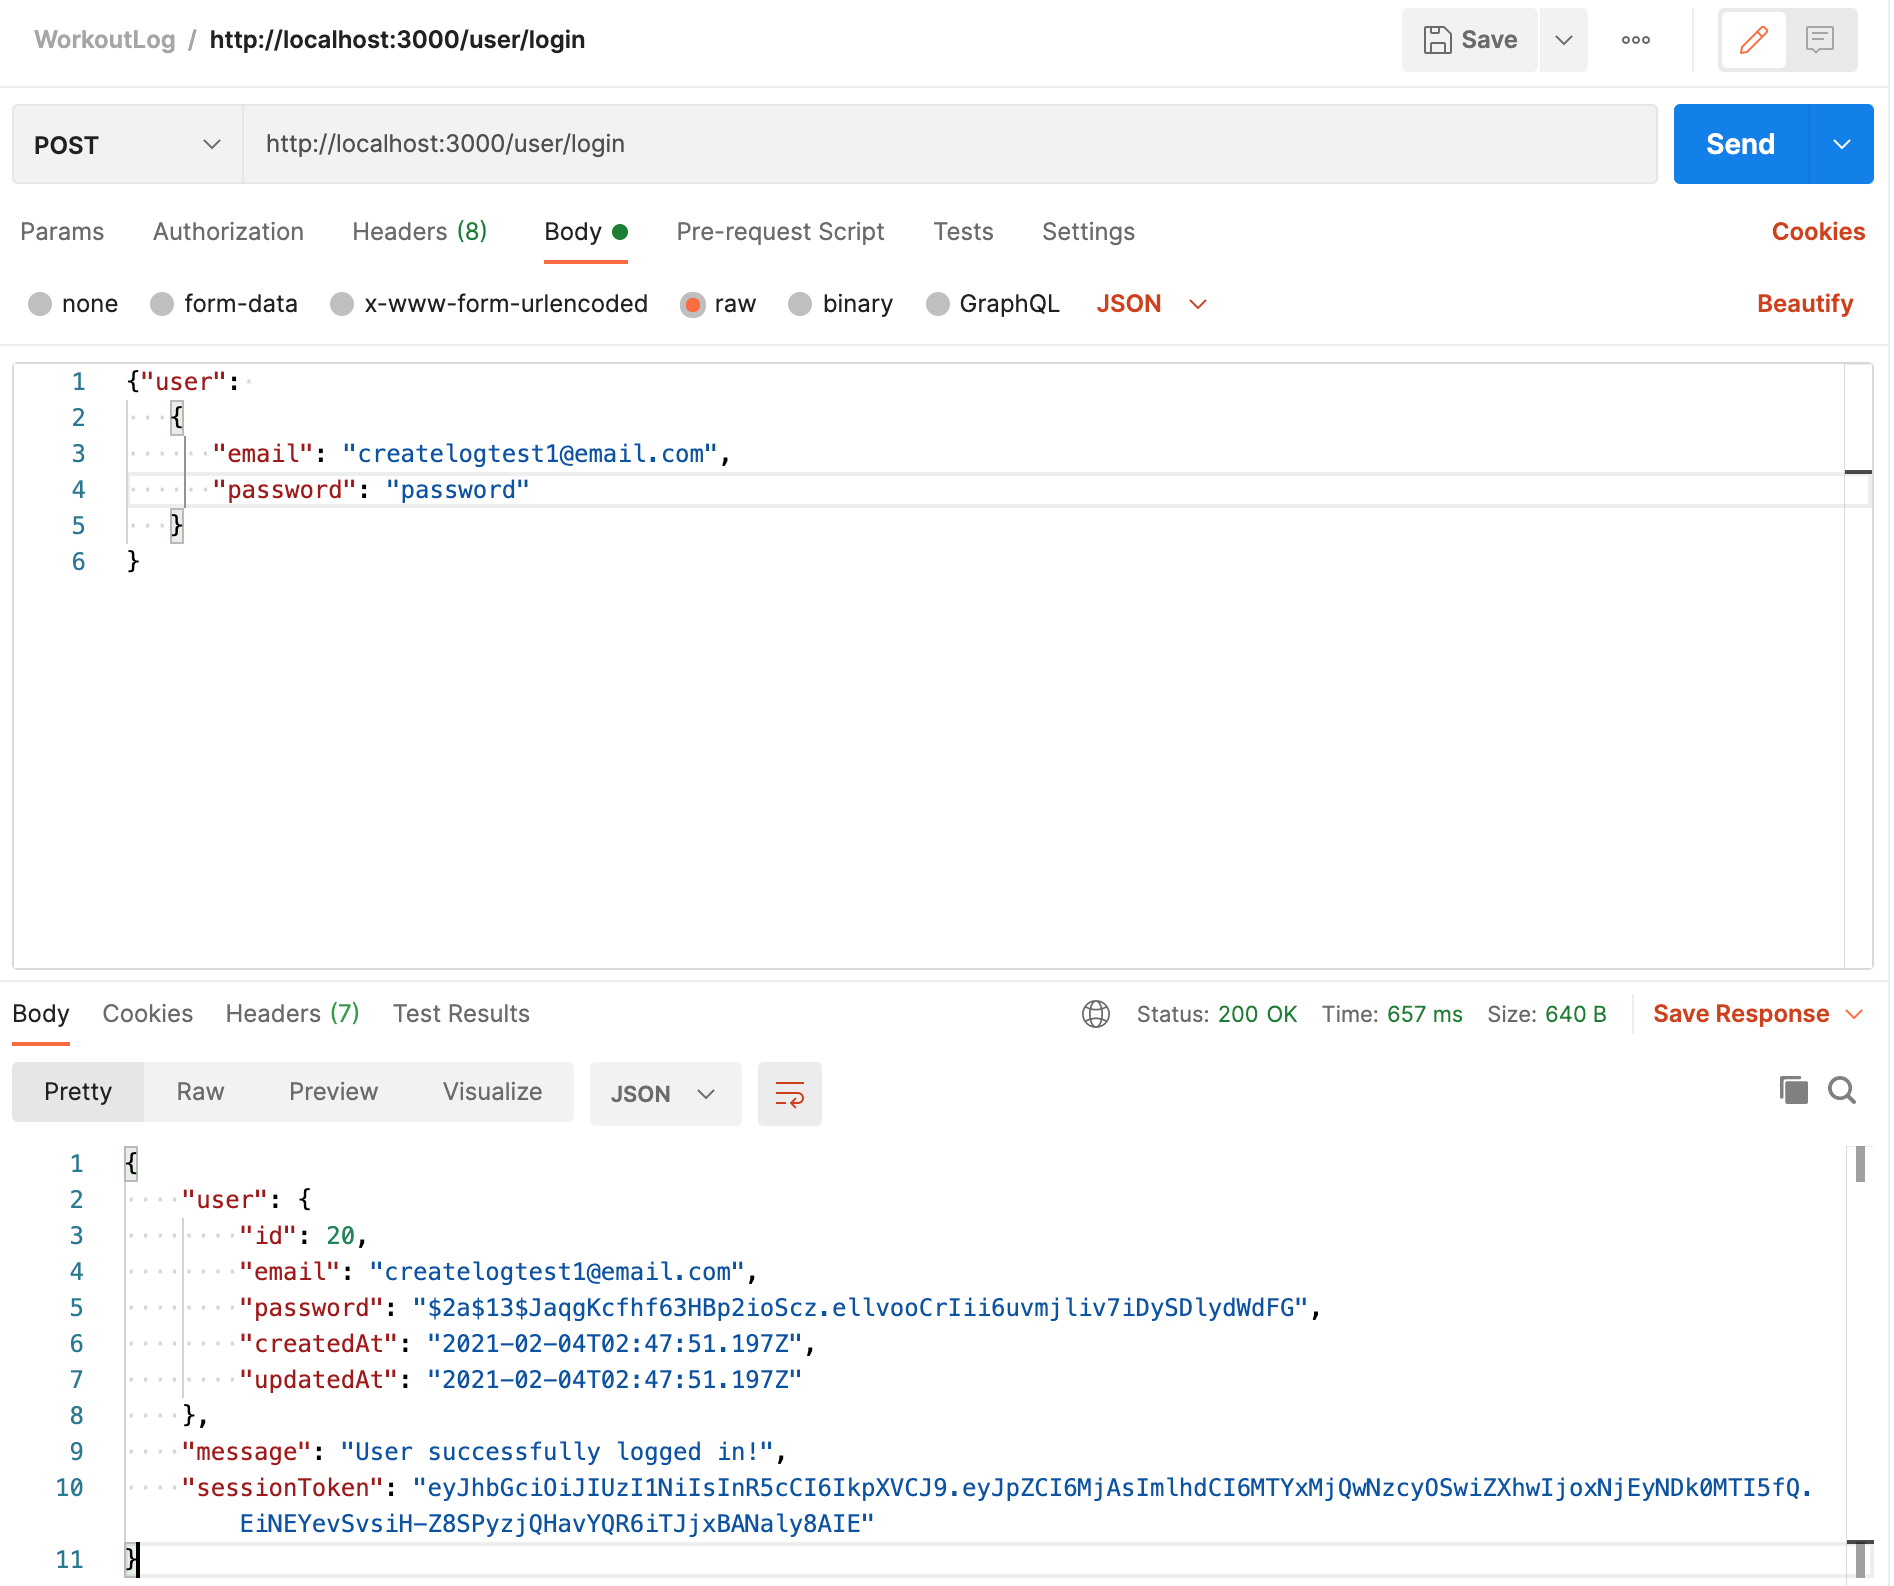 WorkoutLog / http://localhost:3000/user/login
Save
POST
http://localhost:3000/user/login
Send
Params Authorization Headers (8) Body Pre-request Script Tests Settings Cookies
none form-data x-www-form-urlencoded raw binary GraphQL JSON Beautify
1 {"user":
2 {
3 "email": "createlogtest1@email.com",
4 "password": "password"
5 }
6 }
Body Cookies Headers (7) Test Results Status: 200 OK Time: 657 ms Size: 640 B Save Response
Pretty Raw Preview Visualize JSON
1 {
2 "user": {
3 "id": 20,
4 "email": "createlogtest1@email.com",
5 "password": "$2a$13$JaqgKcfhf63HBp2ioScz.ellvooCrIii6uvmjliv7iDySDlydWdFG",
6 "createdAt": "2021-02-04T02:47:51.197Z",
7 "updatedAt": "2021-02-04T02:47:51.197Z"
8 },
9 "message": "User successfully logged in!",
10 "sessionToken": "eyJhbGciOiJIUzI1NiIsInR5cCI6IkpXVCJ9.eyJpZCI6MjAsImlhdCI6MTYxMjQwNzcyOSwiZXhwIjoxNjEyNDk0MTI5fQ.
EiNEYevSvsiH-Z8SPyzjQHavYQR6iTJjxBANaly8AIE"
11 }